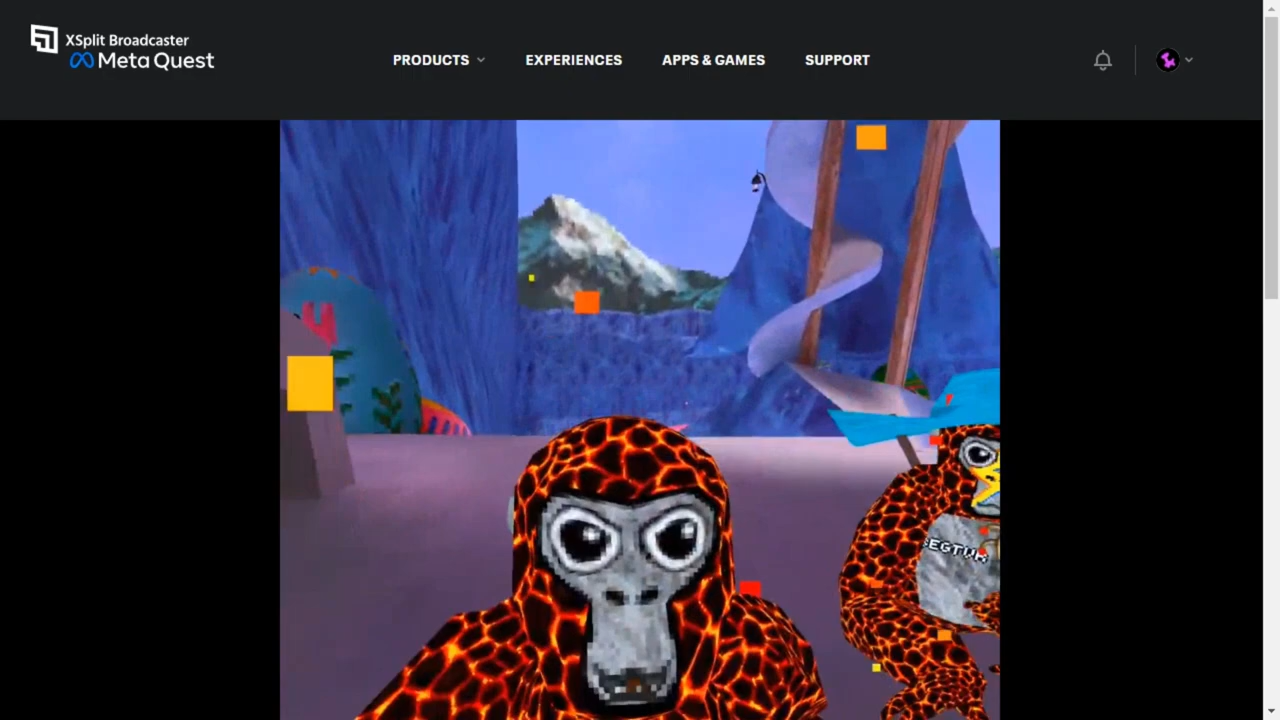 XSplit Broadcaster
Meta Quest
PRODUCTS
EXPERIENCES
APPS & GAMES
SUPPORT